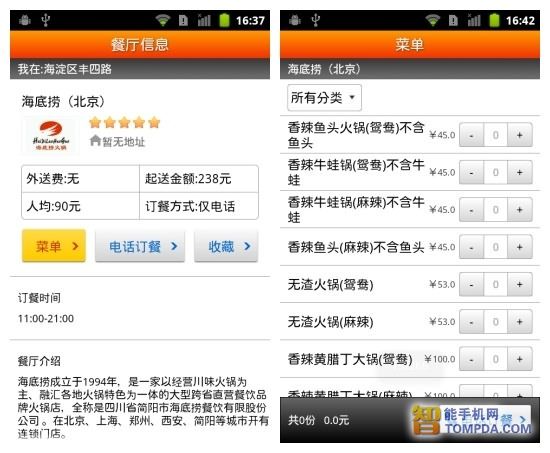 16:37
餐厅信息
我在:海淀区丰四路
海底捞（北京）
海底捞火锅
暂无地址
外送费:无
起送金额:238元
人均:90元
订餐方式:仅电话
菜单
电话订餐
收藏
订餐时间
11:00-21:00
餐厅介绍
海底捞成立于1994年，是一家以经营川味火锅为
主、融汇各地火锅特色为一体的大型跨省直营餐饮品
牌火锅店，全称是四川省简阳市海底捞餐饮有限股份
公司 。在北京、上海、郑州、西安、简阳等城市开有
连锁门店。
16:42
菜单
海底捞（北京）
所有分类
香辣鱼头火锅(鸳鸯)不含
鱼头
￥45.0 - 0 +
香辣牛蛙锅(鸳鸯)不含牛
蛙
￥45.0 - 0 +
香辣牛蛙锅(麻辣)不含牛
蛙
￥45.0 - 0 +
香辣鱼头(麻辣)不含鱼头 ￥45.0 - 0 +
无渣火锅(鸳鸯) ￥53.0 - 0 +
无渣火锅(麻辣) ￥53.0 - 0 +
香辣黄腊丁大锅(鸳鸯) ￥100.0 - 0 +
香辣黄腊丁大锅(麻辣) ￥100.0
共0份 0.0元
餐
智能手机网
TOMPDA.COM